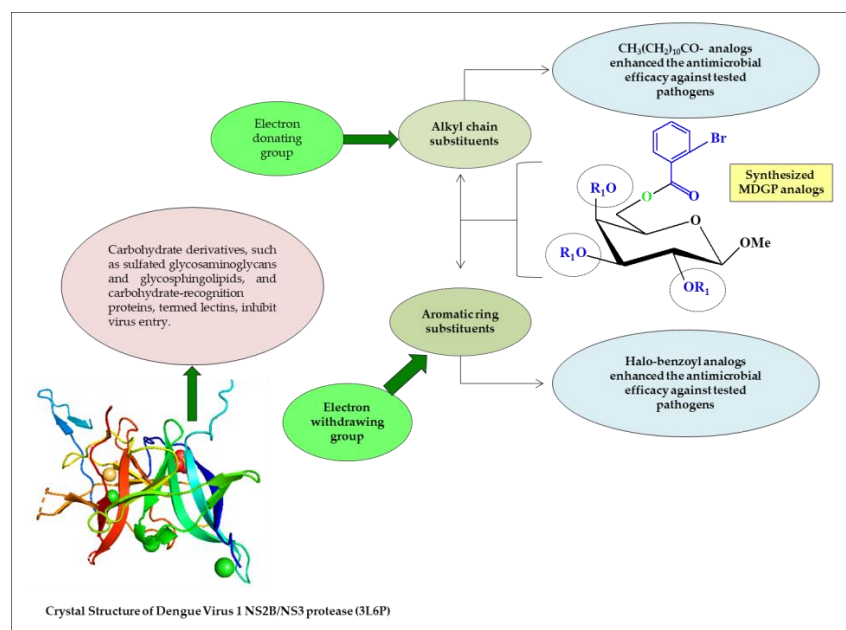 CH₃(CH₂)₁₀CO- analogs
enhanced the antimicrobial
efficacy against tested
pathogens
Electron
donating
group
Alkyl chain
substituents
Br
Synthesized
MDGP analogs
R₁O
O
O
O
OMe
R₁O
OR₁
Carbohydrate derivatives, such
as sulfated glycosaminoglycans
and glycosphingolipids, and
carbohydrate-recognition
proteins, termed lectins, inhibit
virus entry.
Aromatic ring
substituents
Halo-benzoyl analogs
enhanced the antimicrobial
efficacy against tested
pathogens
Electron
withdrawing
group
Crystal Structure of Dengue Virus 1 NS2B/NS3 protease (3L6P)